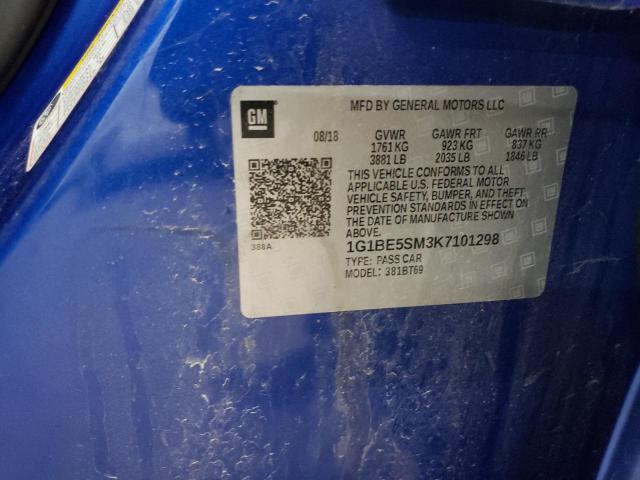 GM
MFD BY GENERAL MOTORS LLC
08/18 GVWR GAWR FRT GAWR RR
1761 KG 923 KG 837 KG
3881 LB 2035 LB 1846 LB
THIS VEHICLE CONFORMS TO ALL
APPLICABLE U.S. FEDERAL MOTOR
VEHICLE SAFETY, BUMPER, AND THEFT
PREVENTION STANDARDS IN EFFECT ON
THE DATE OF MANUFACTURE SHOWN
ABOVE.
388A
1G1BE5SM3K7101298
TYPE: PASS CAR
MODEL: 381BT69